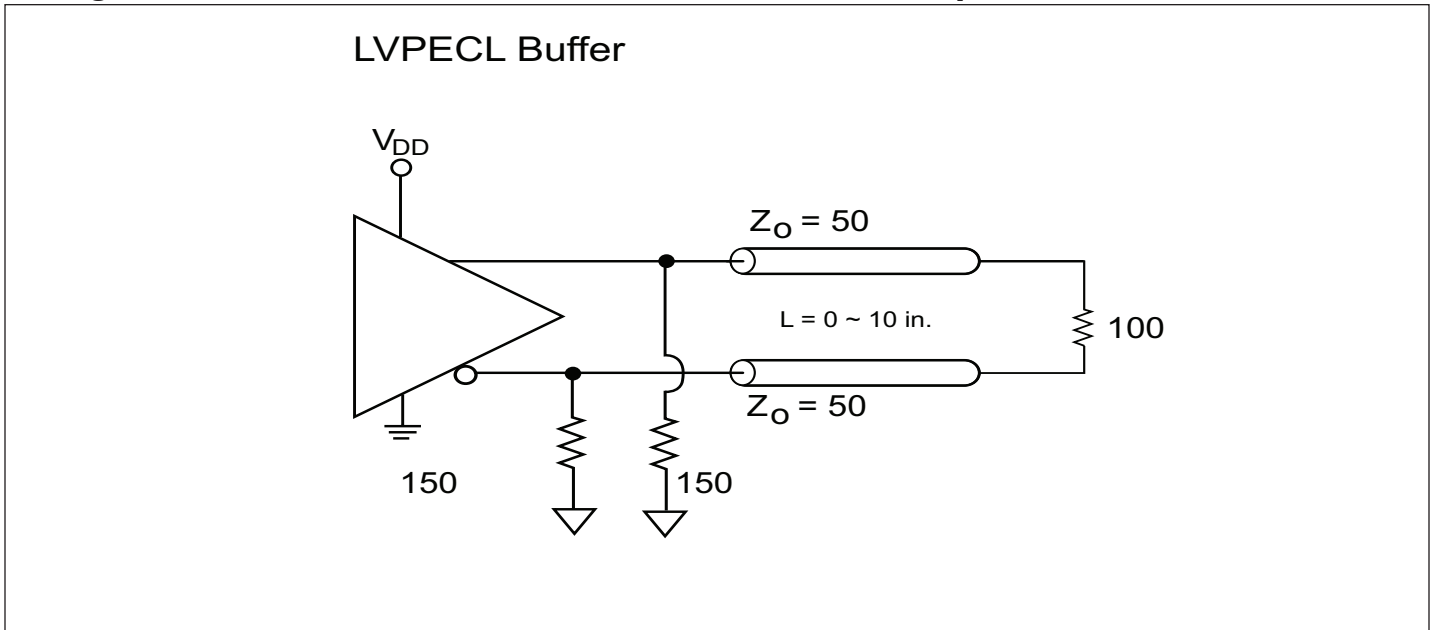 LVPECL Buffer
VDD
ZO = 50
L = 0 ~ 10 in.
100
ZO = 50
150
150